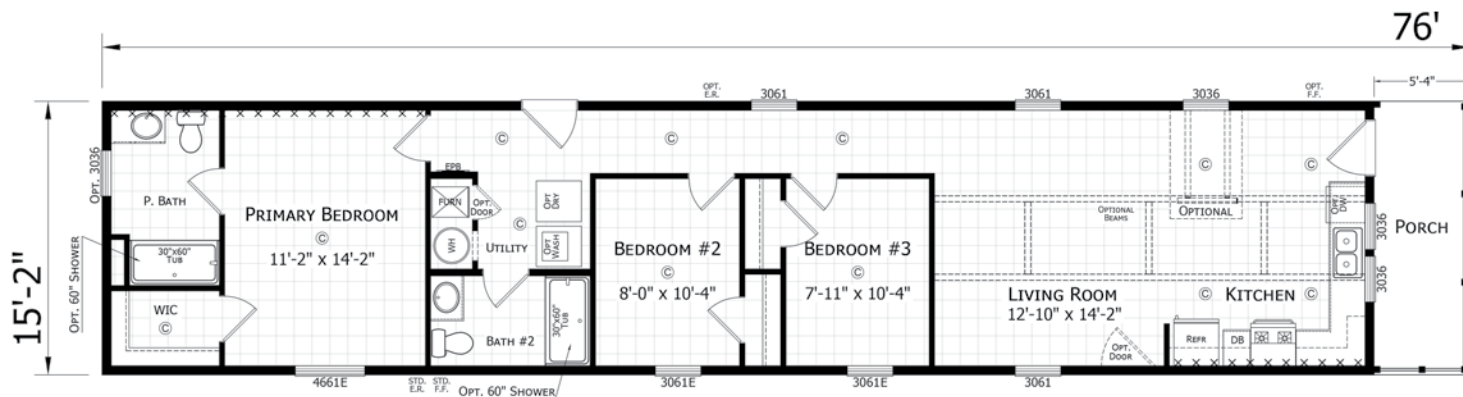 76'
5'-4"
15'-2"
OPT.
E.R.
3061
3061
3036
OPT.
F.F.
OPT. 3036
P. BATH
30"x60"
TUB
OPT. 60" SHOWER
WIC
C
PRIMARY BEDROOM
C
11'-2" x 14'-2"
4661E
EPB
FURN
OPT.
DOOR
WH
UTILITY
C
C
OPT
DRY
OPT
WASH
BATH #2
30"x60"
TUB
STD.
E.R.
STD.
F.F.
OPT. 60" SHOWER
C
BEDROOM #2
C
8'-0" x 10'-4"
3061E
C
BEDROOM #3
C
7'-11" x 10'-4"
3061E
OPTIONAL
BEAMS
C
OPTIONAL
C
OPT.
DW
3036
3036
PORCH
LIVING ROOM
12'-10" x 14'-2"
C
KITCHEN
C
OPT.
DOOR
REFR
DB
3061